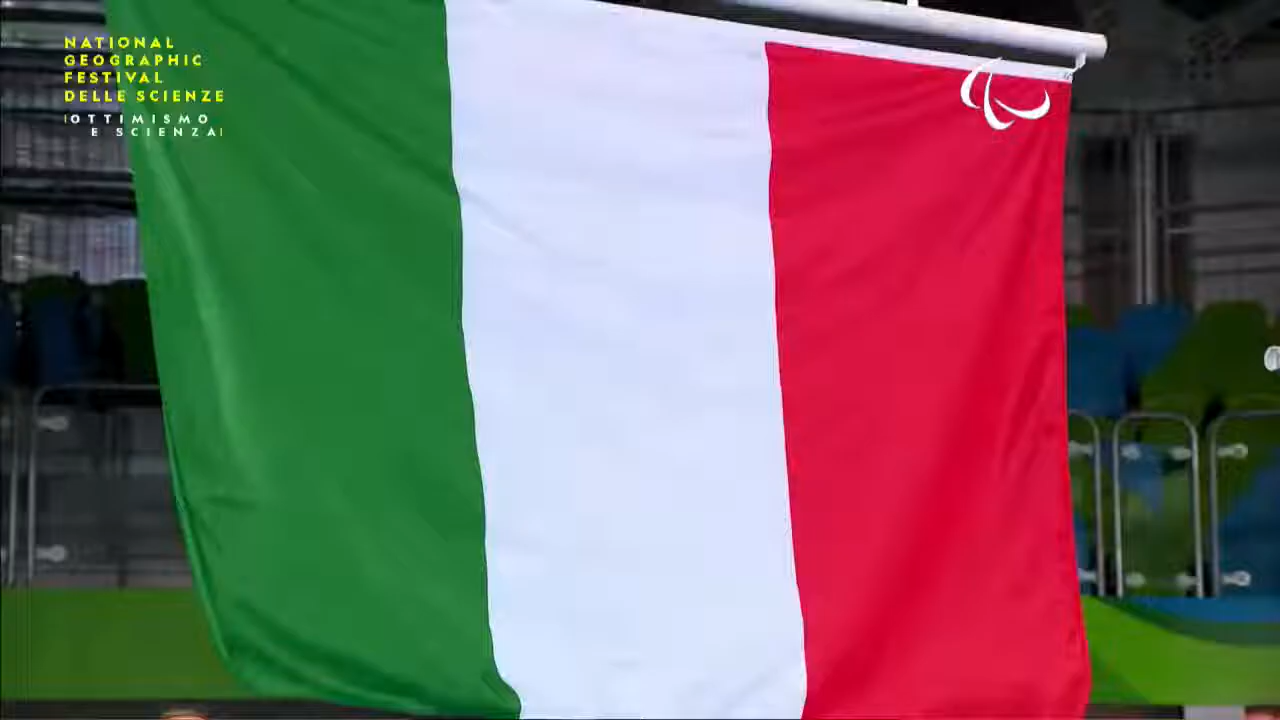 NATIONAL
GEOGRAPHIC
FESTIVAL
DELLE SCIENZE
|OTTIMISMO
E SCIENZA|